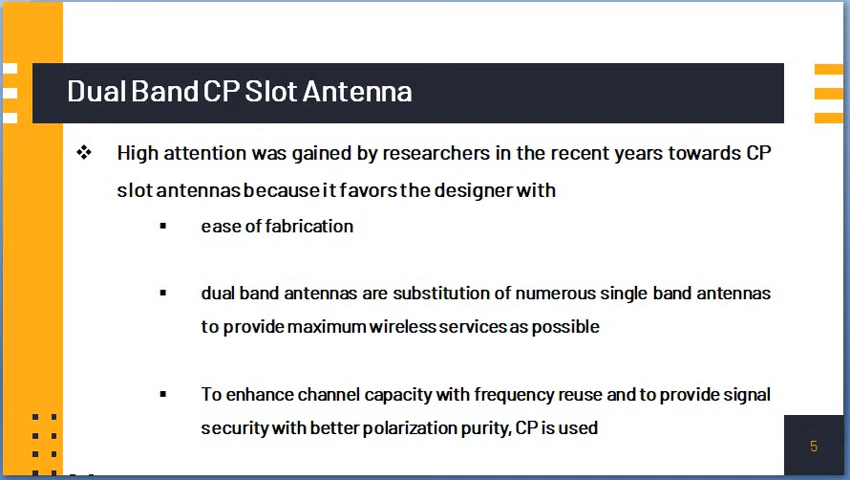 Dual Band CP Slot Antenna
High attention was gained by researchers in the recent years towards CP
slot antennas because it favors the designer with
ease of fabrication
dual band antennas are substitution of numerous single band antennas
to provide maximum wireless services as possible
To enhance channel capacity with frequency reuse and to provide signal
security with better polarization purity, CP is used
5